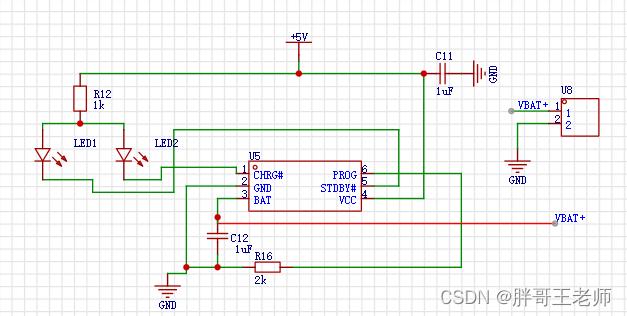 +5V
C11
1uF
GND
R12
1k
LED1
LED2
U8
VBAT+
1
1
2
2
GND
U5
1
CHRG#
PROG
6
2
GND
STDBY#
5
3
BAT
VCC
4
VBAT+
C12
1uF
R16
2k
GND
CSDN @胖哥王老师